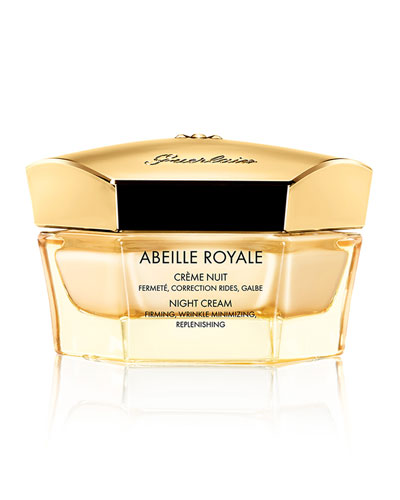 Guerlain
ABEILLE ROYALE
CRÈME NUIT
FERMETÉ, CORRECTION RIDES, GALBE
NIGHT CREAM
FIRMING, WRINKLE MINIMIZING,
REPLENISHING